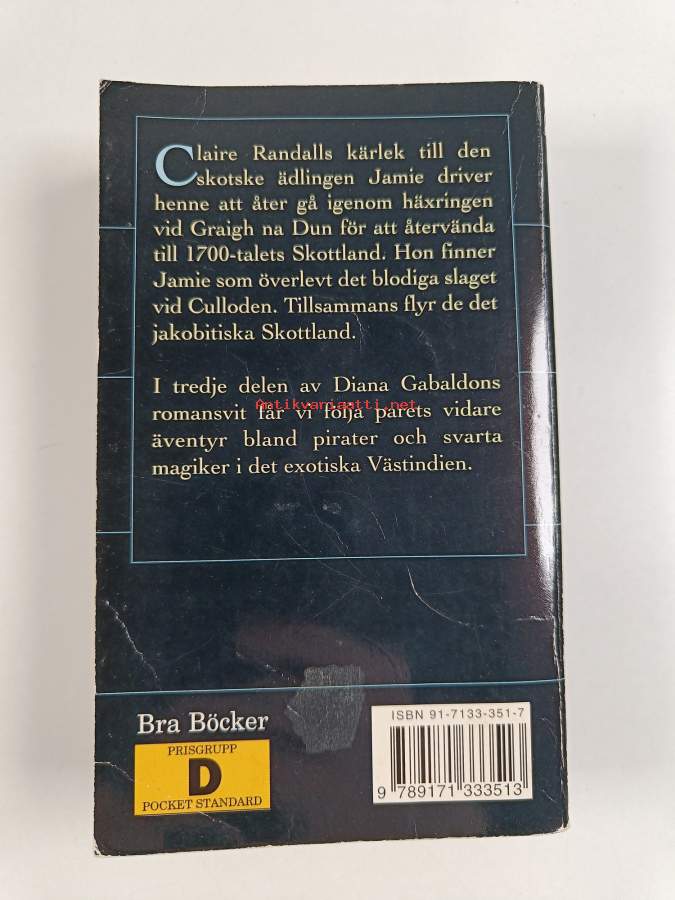 Claire Randalls kärlek till den
skotske ädlingen Jamie driver
henne att åter gå igenom häxringen
vid Graigh na Dun för att återvända
till 1700-talets Skottland. Hon finner
Jamie som överlevt det blodiga slaget
vid Culloden. Tillsammans flyr de det
jakobitiska Skottland.
I tredje delen av Diana Gabaldons
Antikvariaatti.net
romansvit får vi följa parets vidare
äventyr bland pirater och svarta
magiker i det exotiska Västindien.
Bra Böcker
PRISGRUPP
D
POCKET STANDARD
ISBN 91-7133-351-7
9 789171 333513